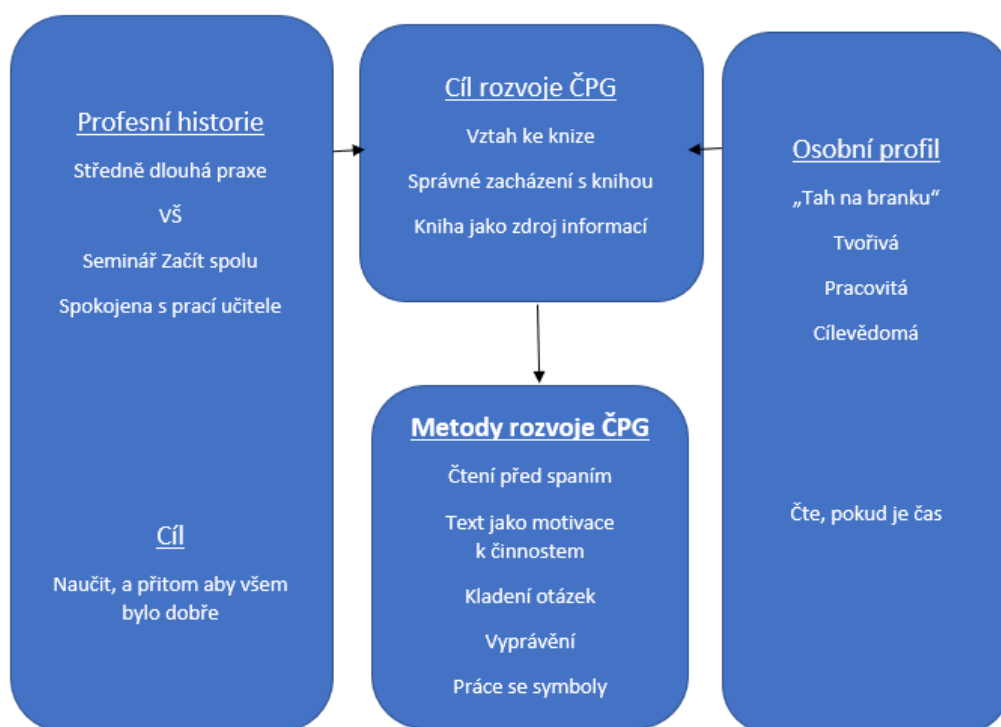 Profesní historie
Středně dlouhá praxe
VŠ
Seminář Začít spolu
Spokojena s prací učitele
Cíl
Naučit, a přitom aby všem
bylo dobře
Cíl rozvoje ČPG
Vztah ke knize
Správné zacházení s knihou
Kniha jako zdroj informací
Metody rozvoje ČPG
Čtení před spaním
Text jako motivace
k činnostem
Kladení otázek
Vyprávění
Práce se symboly
Osobní profil
„Tah na branku“
Tvořivá
Pracovitá
Cílevědomá
Čte, pokud je čas